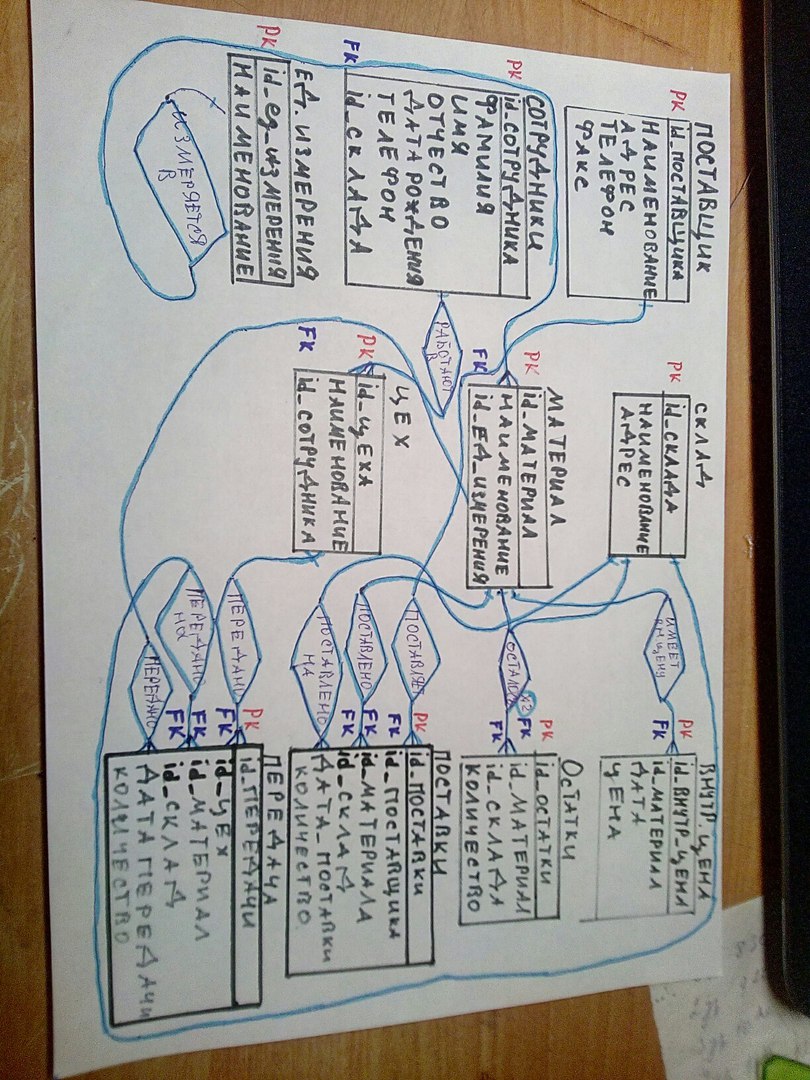 ПОСТАВЩИК
PK
id_ПОСТАВЩИКА
НАИМЕНОВАНИЕ
АДРЕС
ТЕЛЕФОН
ФАКС
СКЛАД
PK
id_СКЛАДА
НАИМЕНОВАНИЕ
АДРЕС
ИМЕЕТ
ВН.ЦЕНУ
ВНУТР_ЦЕНА
PK
id_ВНУТР_ЦЕНА
FK
id_МАТЕРИАЛ
ДАТА
ЦЕНА
СОТРУДНИКИ
PK
id_СОТРУДНИКА
ФАМИЛИЯ
ИМЯ
ОТЧЕСТВО
ДАТА РОЖДЕНИЯ
ТЕЛЕФОН
FK
id_СКЛАДА
РАБОТАЮТ
В
МАТЕРИАЛ
PK
id_МАТЕРИАЛ
НАИМЕНОВАНИЕ
FK
id_ЕД_ИЗМЕРЕНИЯ
ОСТАЛОСЬ
x2
ОСТАТКИ
PK
id_ОСТАТКИ
FK
id_МАТЕРИАЛ
FK
id_СКЛАДА
КОЛИЧЕСТВО
ЕД. ИЗМЕРЕНИЯ
PK
id_ед_измерения
НАИМЕНОВАНИЕ
ИЗМЕРЯЕТСЯ
В
ЦЕХ
PK
id_ЦЕХА
НАИМЕНОВАНИЕ
FK
id_СОТРУДНИКА
ПОСТАВЛЯЕТ
ПОСТАВЛЕНО
ПОСТАВЛЕНО
НА
ПОСТАВКИ
PK
id_ПОСТАВКИ
FK
id_ПОСТАВЩИКА
FK
id_МАТЕРИАЛА
FK
id_СКЛАД
ДАТА_ПОСТАВКИ
КОЛИЧЕСТВО
ПЕРЕДАНО
ПЕРЕДАНО
НА
ПЕРЕДАНО
ПЕРЕДАЧА
PK
id_ПЕРЕДАЧИ
FK
id_ЦЕХ
FK
id_МАТЕРИАЛ
FK
id_СКЛАД
ДАТА ПЕРЕДАЧИ
КОЛИЧЕСТВО